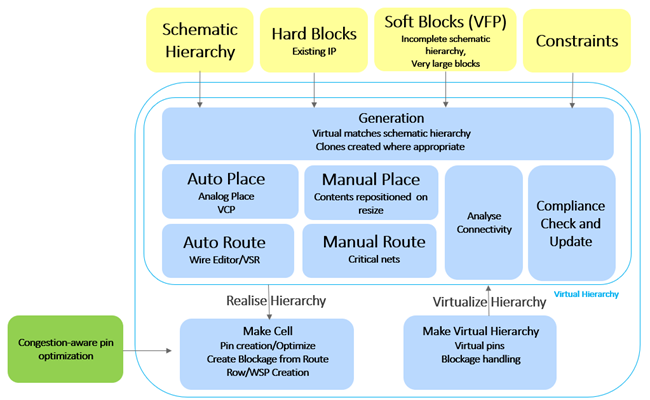 Schematic
Hierarchy
Hard Blocks
Existing IP
Soft Blocks (VFP)
Incomplete schematic
hierarchy,
Very large blocks
Constraints
Generation
Virtual matches schematic hierarchy
Clones created where appropriate
Auto Place
Analog Place
VCP
Manual Place
Contents repositioned on
resize
Analyse
Connectivity
Compliance
Check and
Update
Auto Route
Wire Editor/VSR
Manual Route
Critical nets
Virtual Hierarchy
Realise Hierarchy
Virtualize Hierarchy
Congestion-aware pin
optimization
Make Cell
Pin creation/Optimize
Create Blockage from Route
Row/WSP Creation
Make Virtual Hierarchy
Virtual pins
Blockage handling